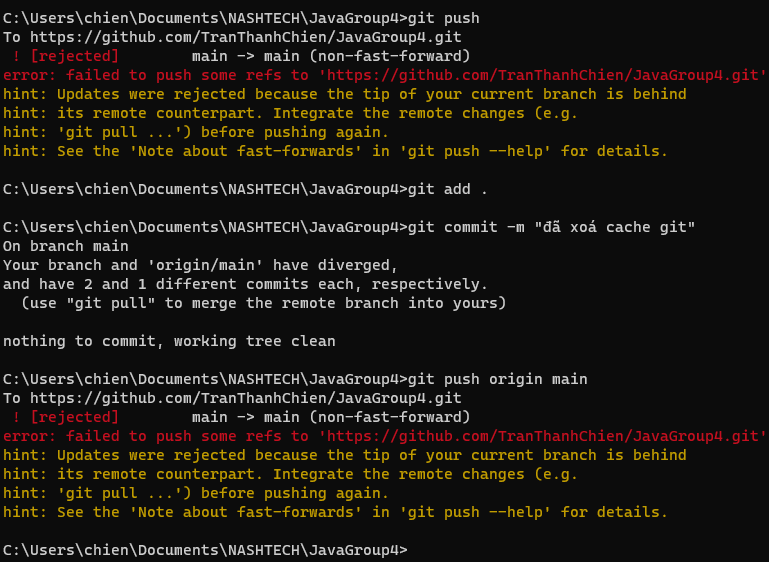 C:\Users\chien\Documents\NASHTECH\JavaGroup4>git push
To https://github.com/TranThanhChien/JavaGroup4.git
 ! [rejected]        main -> main (non-fast-forward)
error: failed to push some refs to 'https://github.com/TranThanhChien/JavaGroup4.git'
hint: Updates were rejected because the tip of your current branch is behind
hint: its remote counterpart. Integrate the remote changes (e.g.
hint: 'git pull ...') before pushing again.
hint: See the 'Note about fast-forwards' in 'git push --help' for details.
C:\Users\chien\Documents\NASHTECH\JavaGroup4>git add .
C:\Users\chien\Documents\NASHTECH\JavaGroup4>git commit -m "đã xoá cache git"
On branch main
Your branch and 'origin/main' have diverged,
and have 2 and 1 different commits each, respectively.
  (use "git pull" to merge the remote branch into yours)
nothing to commit, working tree clean
C:\Users\chien\Documents\NASHTECH\JavaGroup4>git push origin main
To https://github.com/TranThanhChien/JavaGroup4.git
 ! [rejected]        main -> main (non-fast-forward)
error: failed to push some refs to 'https://github.com/TranThanhChien/JavaGroup4.git'
hint: Updates were rejected because the tip of your current branch is behind
hint: its remote counterpart. Integrate the remote changes (e.g.
hint: 'git pull ...') before pushing again.
hint: See the 'Note about fast-forwards' in 'git push --help' for details.
C:\Users\chien\Documents\NASHTECH\JavaGroup4>